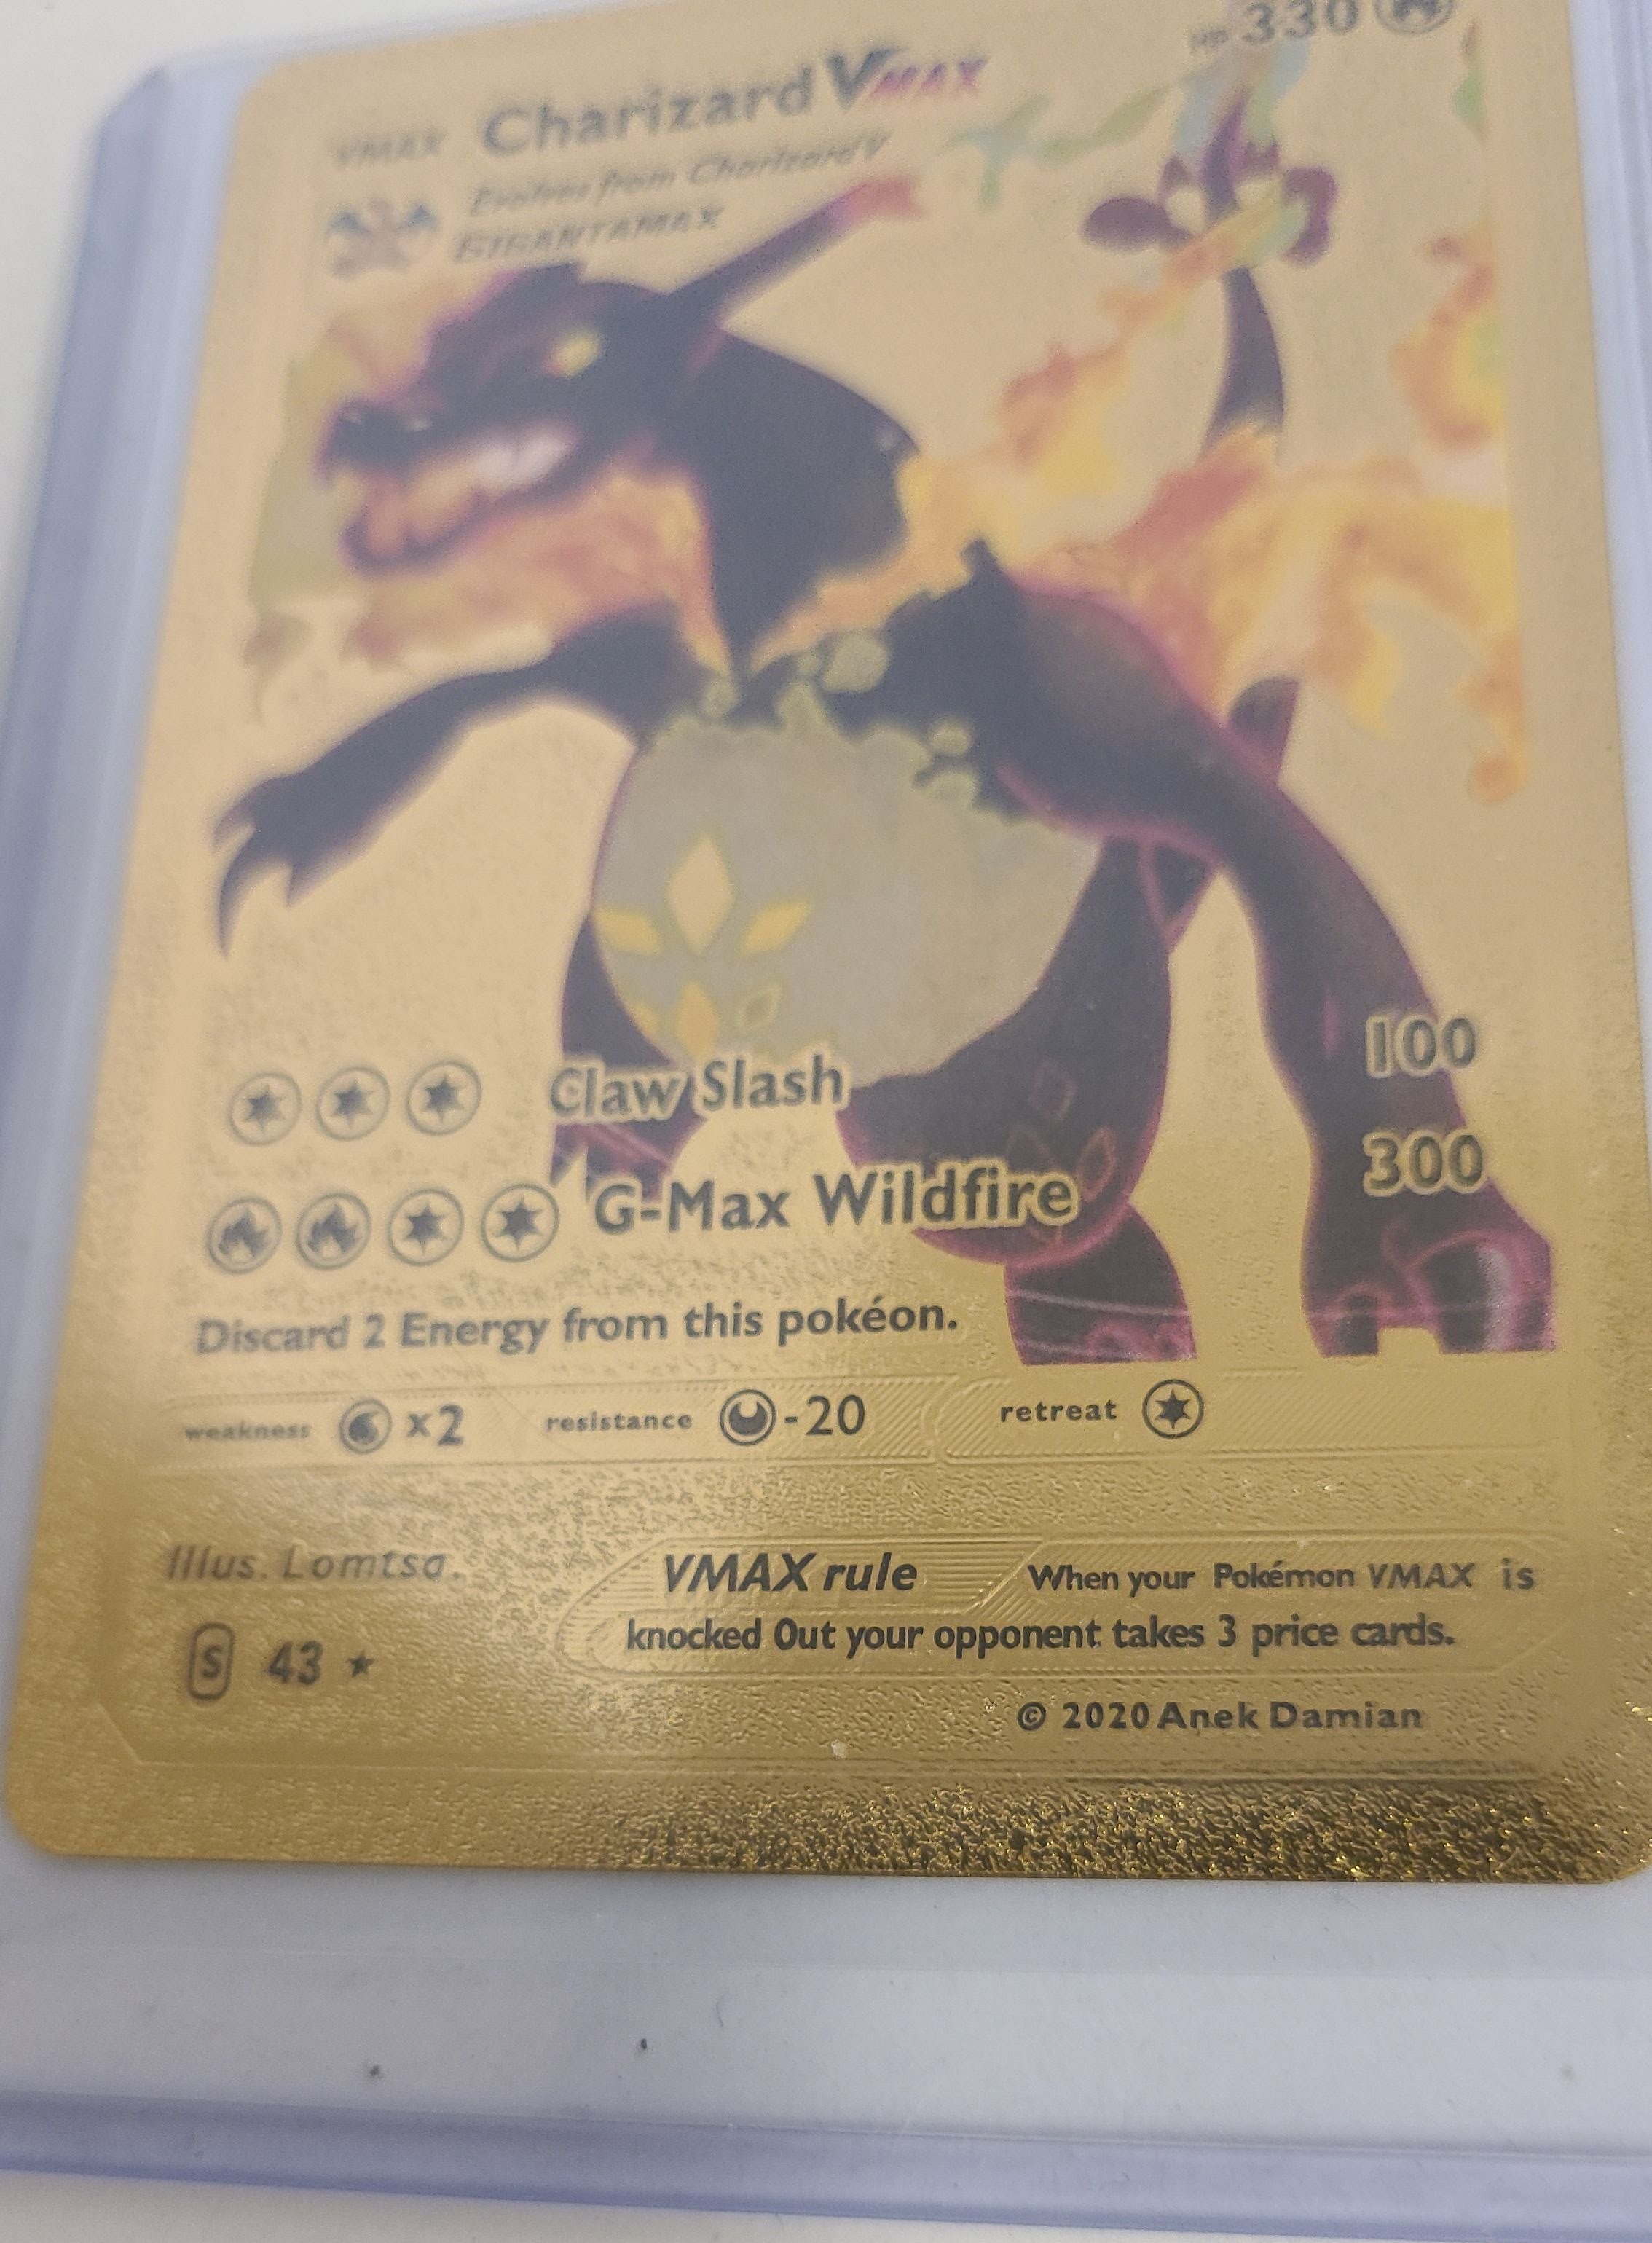 HP 330
VMAX Charizard VMAX
Evolves from Charizard V
GIGANTAMAX
Claw Slash 100
G-Max Wildfire 300
Discard 2 Energy from this pokéon.
weakness x2 resistance -20 retreat
Illus. Lomtsa.
VMAX rule When your Pokémon VMAX is
knocked Out your opponent takes 3 price cards.
S 43 ★
© 2020 Anek Damian